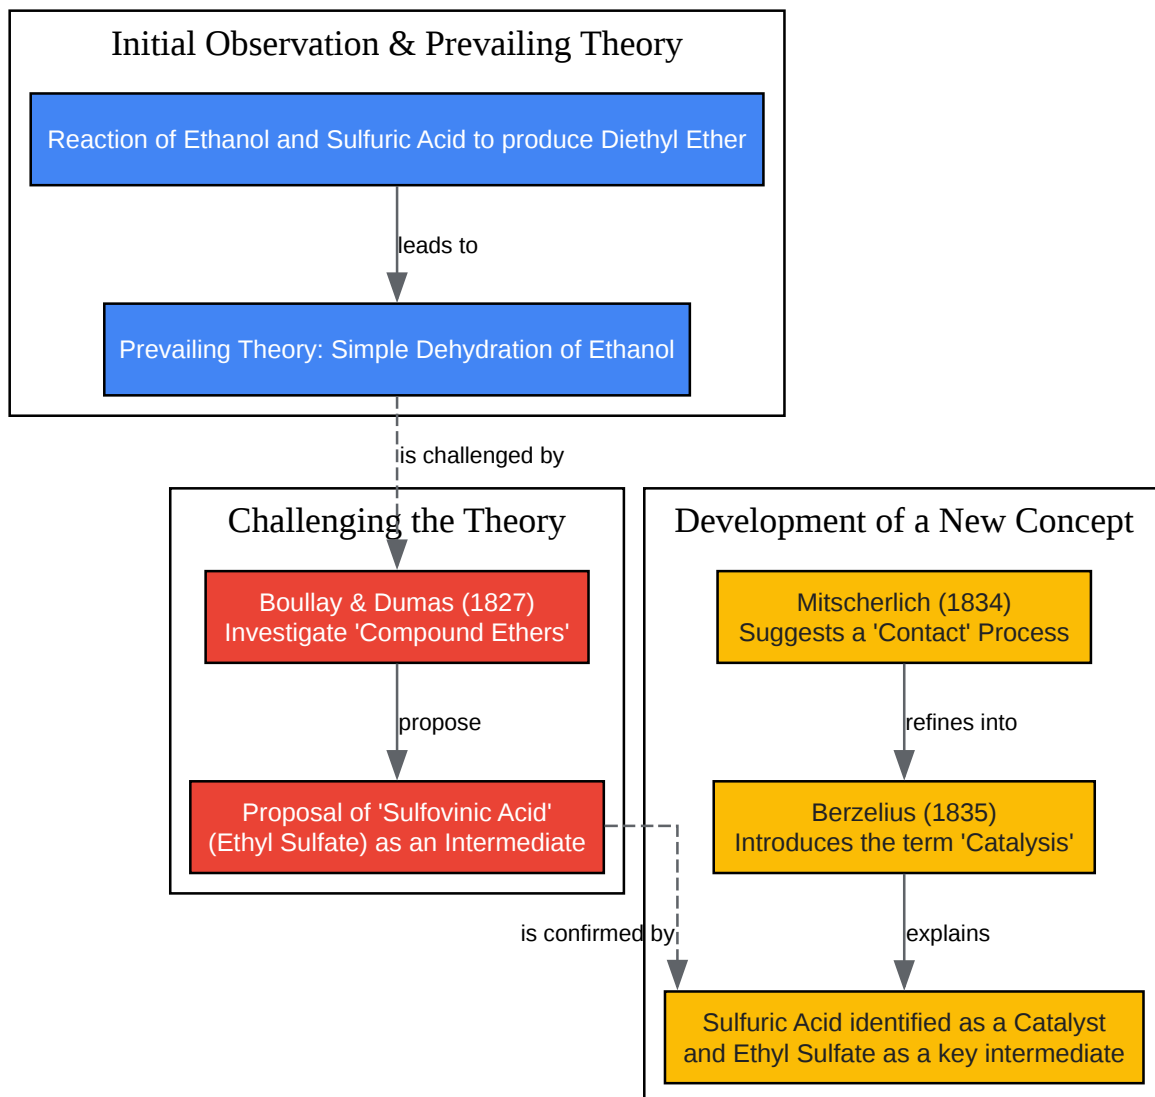 Initial Observation & Prevailing Theory
Reaction of Ethanol and Sulfuric Acid to produce Diethyl Ether
leads to
Prevailing Theory: Simple Dehydration of Ethanol
is challenged by
Challenging the Theory
Boullay & Dumas (1827)
Investigate 'Compound Ethers'
propose
Proposal of 'Sulfovinic Acid'
(Ethyl Sulfate) as an Intermediate
is confirmed by
Development of a New Concept
Mitscherlich (1834)
Suggests a 'Contact' Process
refines into
Berzelius (1835)
Introduces the term 'Catalysis'
explains
Sulfuric Acid identified as a Catalyst
and Ethyl Sulfate as a key intermediate